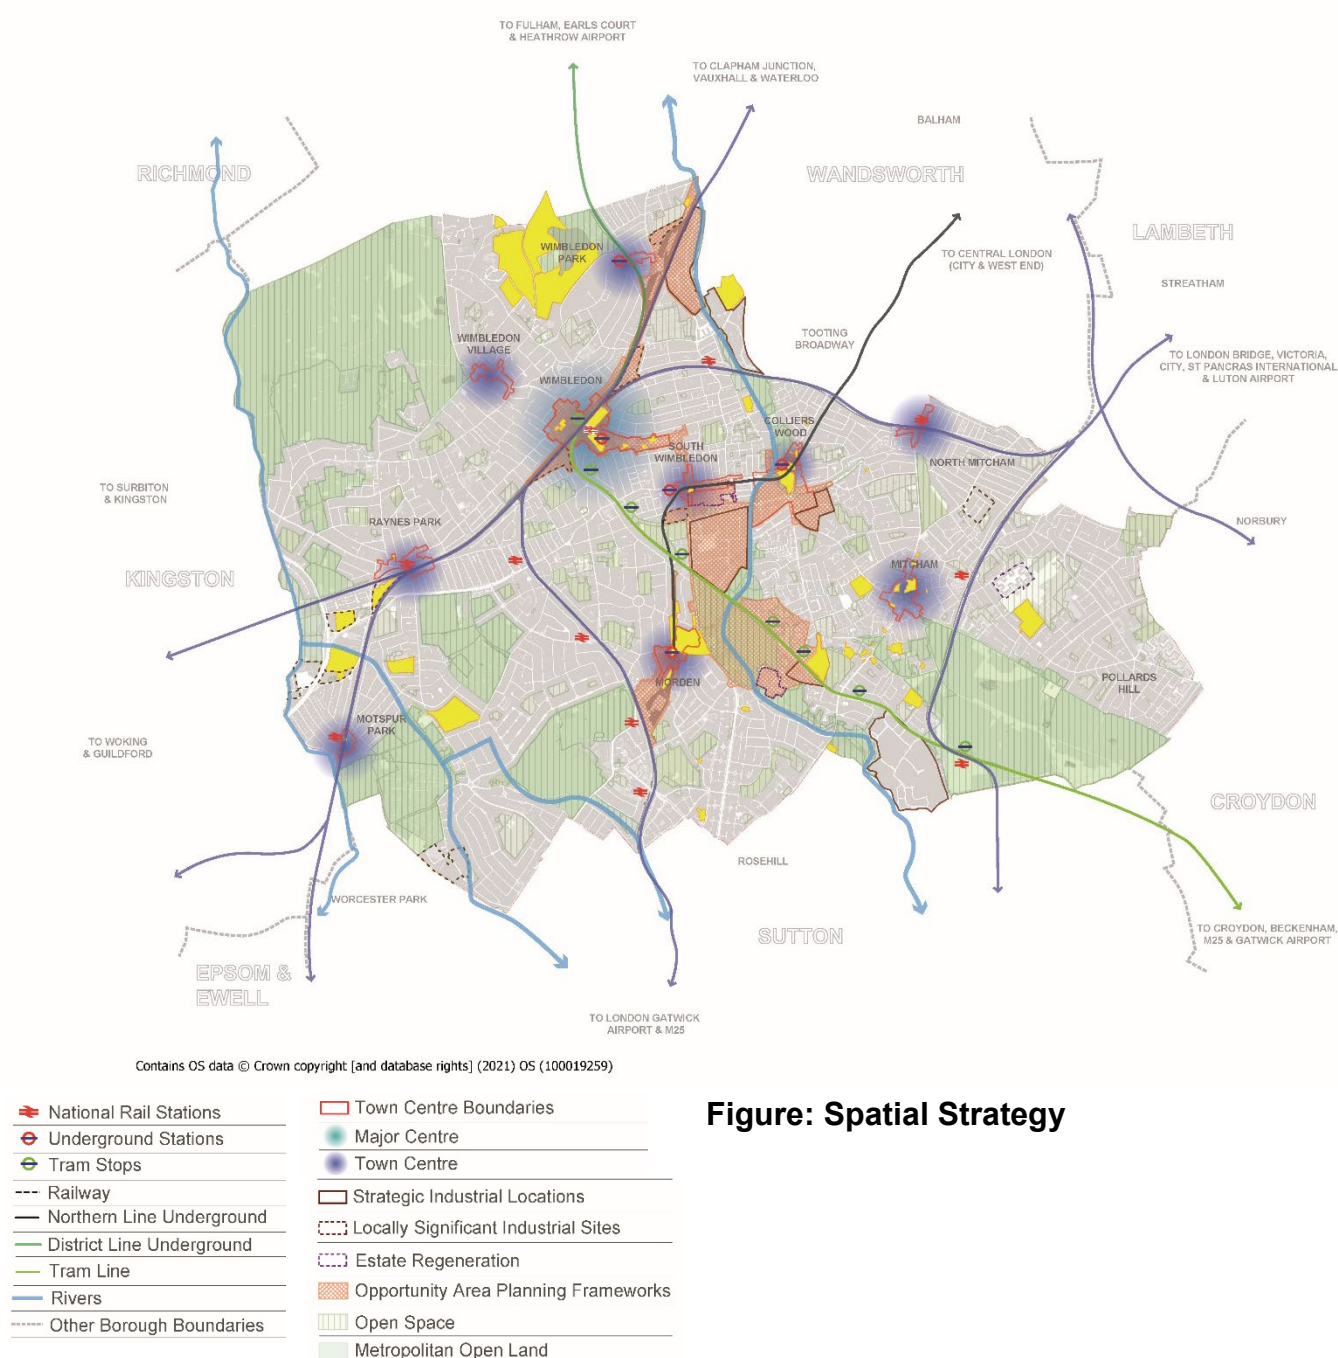 TO FULHAM, EARLS COURT
& HEATHROW AIRPORT
TO CLAPHAM JUNCTION,
VAUXHALL & WATERLOO
BALHAM
RICHMOND
WANDSWORTH
LAMBETH
WIMBLEDON
PARK
TO CENTRAL LONDON
(CITY & WEST END)
STREATHAM
TOOTING
BROADWAY
WIMBLEDON
VILLAGE
TO LONDON BRIDGE, VICTORIA,
CITY, ST PANCRAS INTERNATIONAL
& LUTON AIRPORT
WIMBLEDON
COLLIERS
WOOD
SOUTH
WIMBLEDON
NORTH MITCHAM
TO SURBITON
& KINGSTON
RAYNES PARK
NORBURY
KINGSTON
MITCHAM
MORDEN
POLLARDS
HILL
MOTSPUR
PARK
TO WOKING
& GUILDFORD
CROYDON
ROSEHILL
WORCESTER PARK
SUTTON
TO CROYDON, BECKENHAM,
M25 & GATWICK AIRPORT
EPSOM &
EWELL
TO LONDON GATWICK
AIRPORT & M25
Contains OS data © Crown copyright [and database rights] (2021) OS (100019259)
Figure: Spatial Strategy
National Rail Stations
Underground Stations
Tram Stops
Railway
Northern Line Underground
District Line Underground
Tram Line
Rivers
Other Borough Boundaries
Town Centre Boundaries
Major Centre
Town Centre
Strategic Industrial Locations
Locally Significant Industrial Sites
Estate Regeneration
Opportunity Area Planning Frameworks
Open Space
Metropolitan Open Land